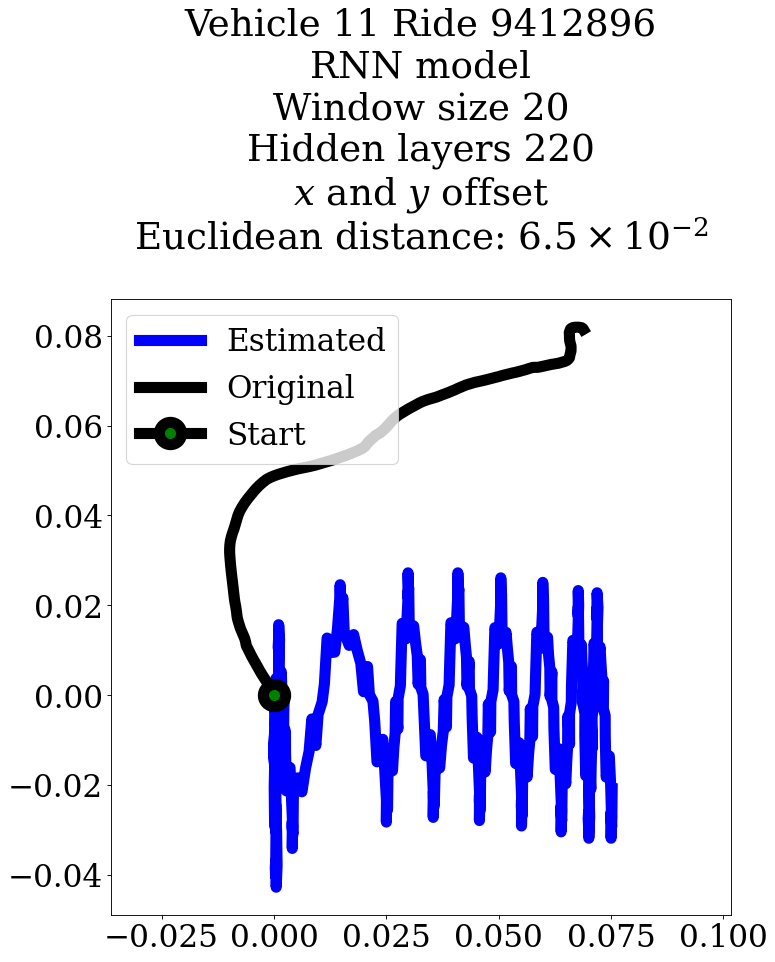 Vehicle 11 Ride 9412896
RNN model
Window size 20
Hidden layers 220
x and y offset
Euclidean distance: 6.5 × 10⁻²
Estimated
Original
Start
0.08
0.06
0.04
0.02
0.00
−0.02
−0.04
−0.025 0.000 0.025 0.050 0.075 0.100